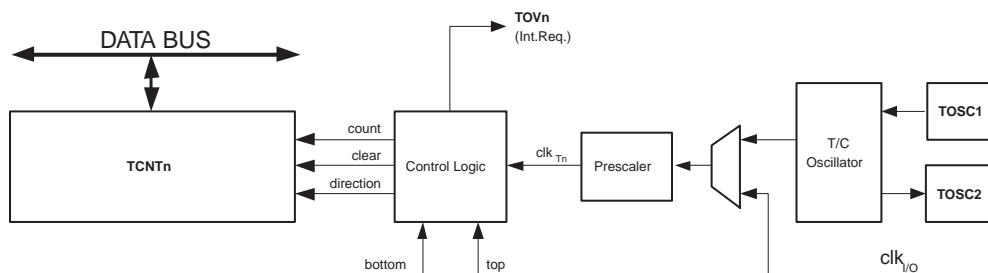 TOVn
(Int.Req.)
DATA BUS
TCNTn
count
clear
direction
Control Logic
clk Tn
Prescaler
T/C
Oscillator
TOSC1
TOSC2
bottom
top
clk I/O